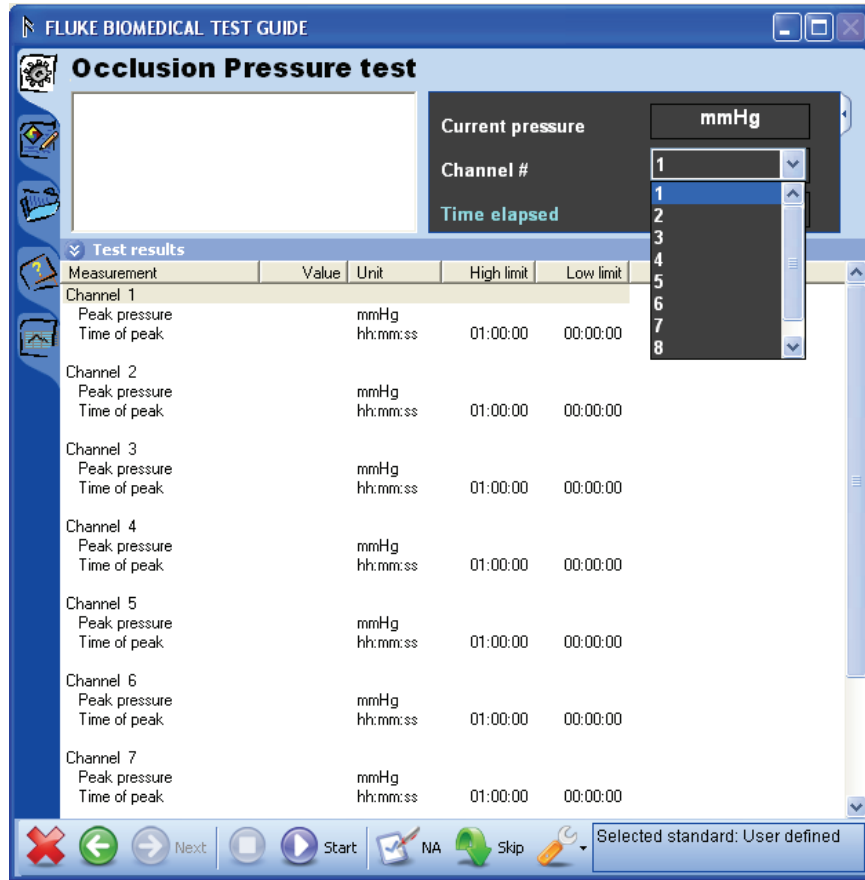 FLUKE BIOMEDICAL TEST GUIDE
Occlusion Pressure test
Current pressure mmHg
Channel # 1
1
2
3
4
5
6
7
8
Time elapsed
Test results
Measurement Value Unit High limit Low limit
Channel 1
Peak pressure mmHg
Time of peak hh:mm:ss 01:00:00 00:00:00
Channel 2
Peak pressure mmHg
Time of peak hh:mm:ss 01:00:00 00:00:00
Channel 3
Peak pressure mmHg
Time of peak hh:mm:ss 01:00:00 00:00:00
Channel 4
Peak pressure mmHg
Time of peak hh:mm:ss 01:00:00 00:00:00
Channel 5
Peak pressure mmHg
Time of peak hh:mm:ss 01:00:00 00:00:00
Channel 6
Peak pressure mmHg
Time of peak hh:mm:ss 01:00:00 00:00:00
Channel 7
Peak pressure mmHg
Time of peak hh:mm:ss 01:00:00 00:00:00
Next Start NA Skip Selected standard: User defined